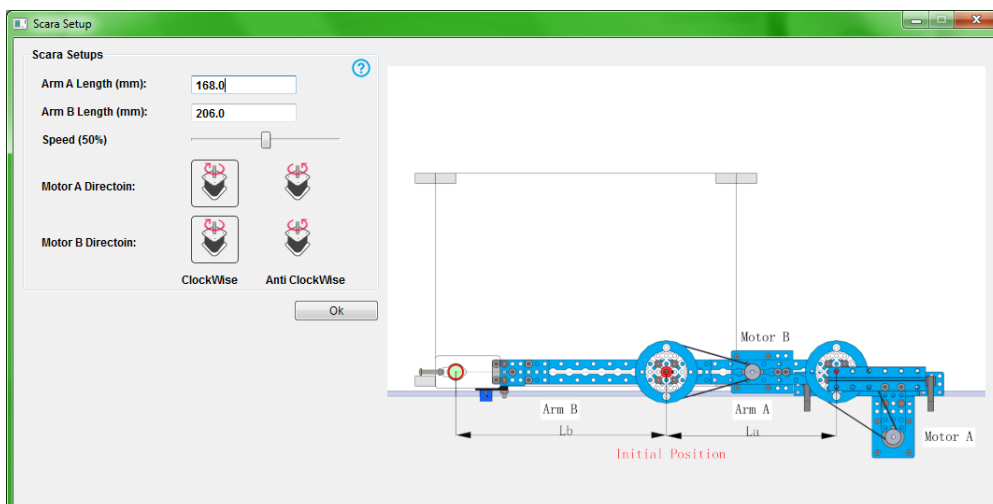 Scara Setup
Scara Setups
?
Arm A Length (mm): 168.0
Arm B Length (mm): 206.0
Speed (50%)
Motor A Directoin:
Motor B Directoin:
ClockWise Anti ClockWise
Ok
Motor B
Arm B Arm A
Lb La
Motor A
Initial Position